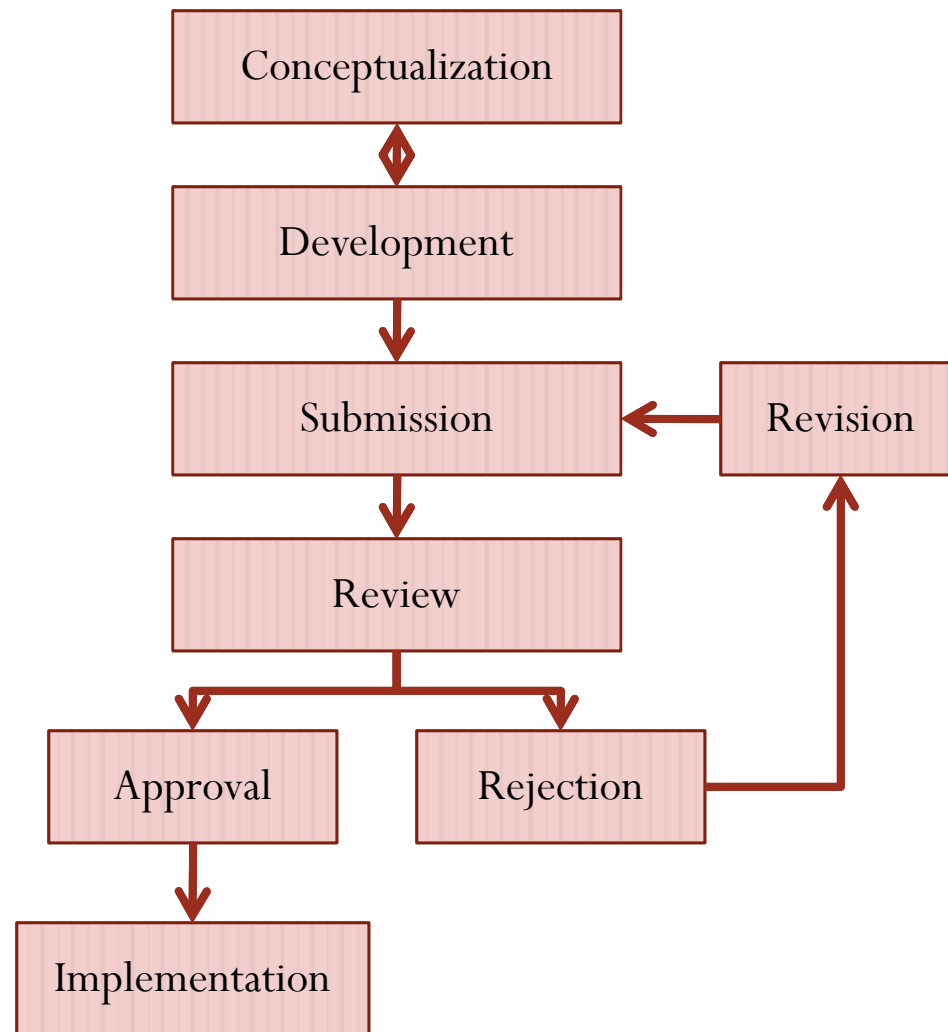 Conceptualization
Development
Submission
Revision
Review
Approval
Rejection
Implementation